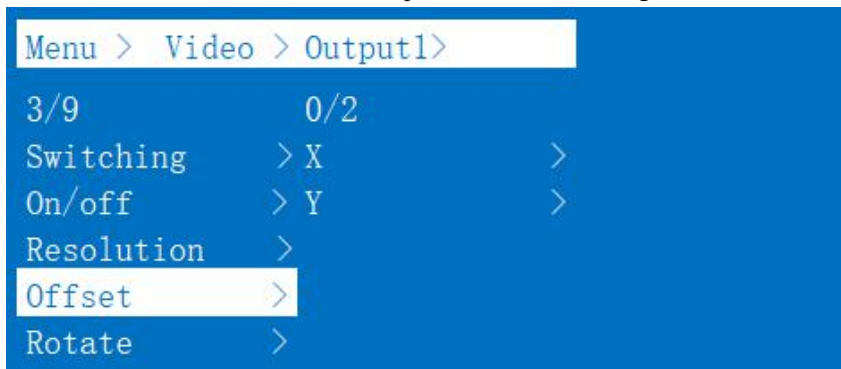 Menu > Video > Output1>
3/9 0/2
Switching > X >
On/off > Y >
Resolution >
Offset >
Rotate >